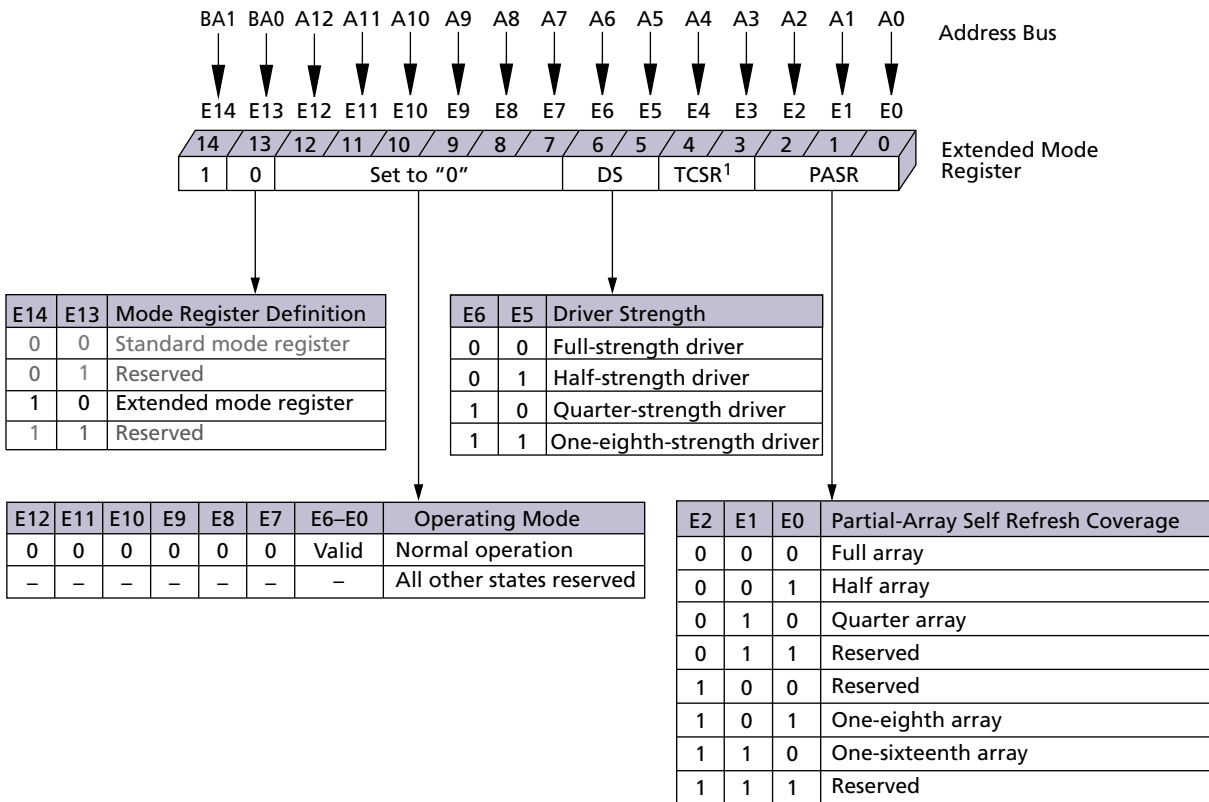 BA1 BA0 A12 A11 A10 A9 A8 A7 A6 A5 A4 A3 A2 A1 A0
Address Bus
E14 E13 E12 E11 E10 E9 E8 E7 E6 E5 E4 E3 E2 E1 E0
14 13 12 11 10 9 8 7 6 5 4 3 2 1 0
Extended Mode
Register
1 0 Set to “0” DS TCSR1 PASR
E14 E13 Mode Register Definition
0 0 Standard mode register
0 1 Reserved
1 0 Extended mode register
1 1 Reserved
E6 E5 Driver Strength
0 0 Full-strength driver
0 1 Half-strength driver
1 0 Quarter-strength driver
1 1 One-eighth-strength driver
E12 E11 E10 E9 E8 E7 E6–E0 Operating Mode
0 0 0 0 0 0 Valid Normal operation
– – – – – – – All other states reserved
E2 E1 E0 Partial-Array Self Refresh Coverage
0 0 0 Full array
0 0 1 Half array
0 1 0 Quarter array
0 1 1 Reserved
1 0 0 Reserved
1 0 1 One-eighth array
1 1 0 One-sixteenth array
1 1 1 Reserved